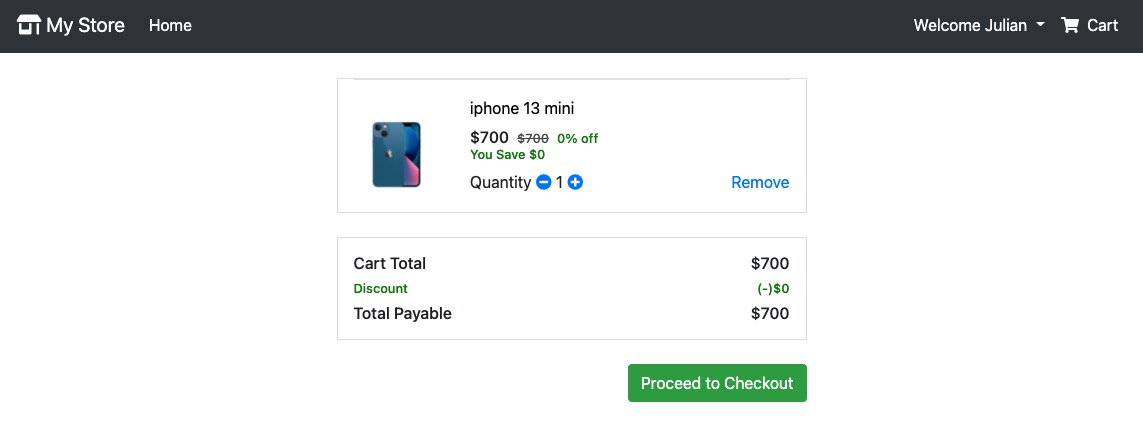 My Store Home Welcome Julian Cart
iphone 13 mini
$700 $700 0% off
You Save $0
Quantity 1 Remove
Cart Total $700
Discount (-)$0
Total Payable $700
Proceed to Checkout